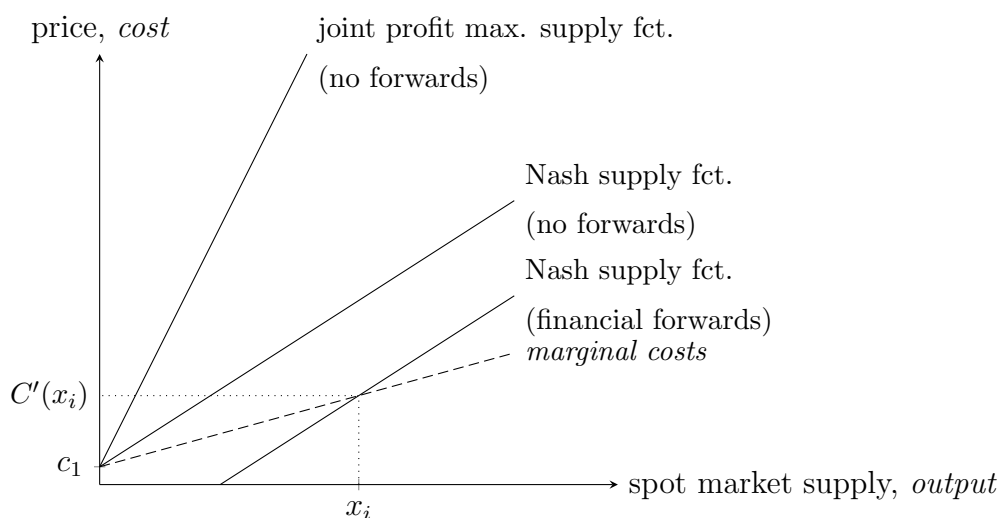 price, cost
joint profit max. supply fct.
(no forwards)
Nash supply fct.
(no forwards)
Nash supply fct.
(financial forwards)
marginal costs
C′(xᵢ)
c₁
spot market supply, output
xᵢ